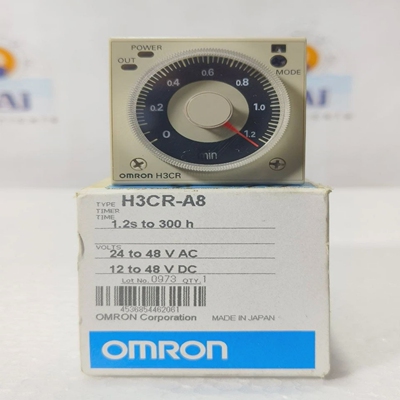 POWER
OUT
MODE
0 0.2 0.4 0.6 0.8 1.0 1.2
OMRON H3CR
TYPE H3CR-A8
TIMER
TIME 1.2s to 300 h
VOLTS 24 to 48 V AC
12 to 48 V DC
Lot No. 0973 QTY. 1
4536854462061
OMRON Corporation MADE IN JAPAN
OMRON